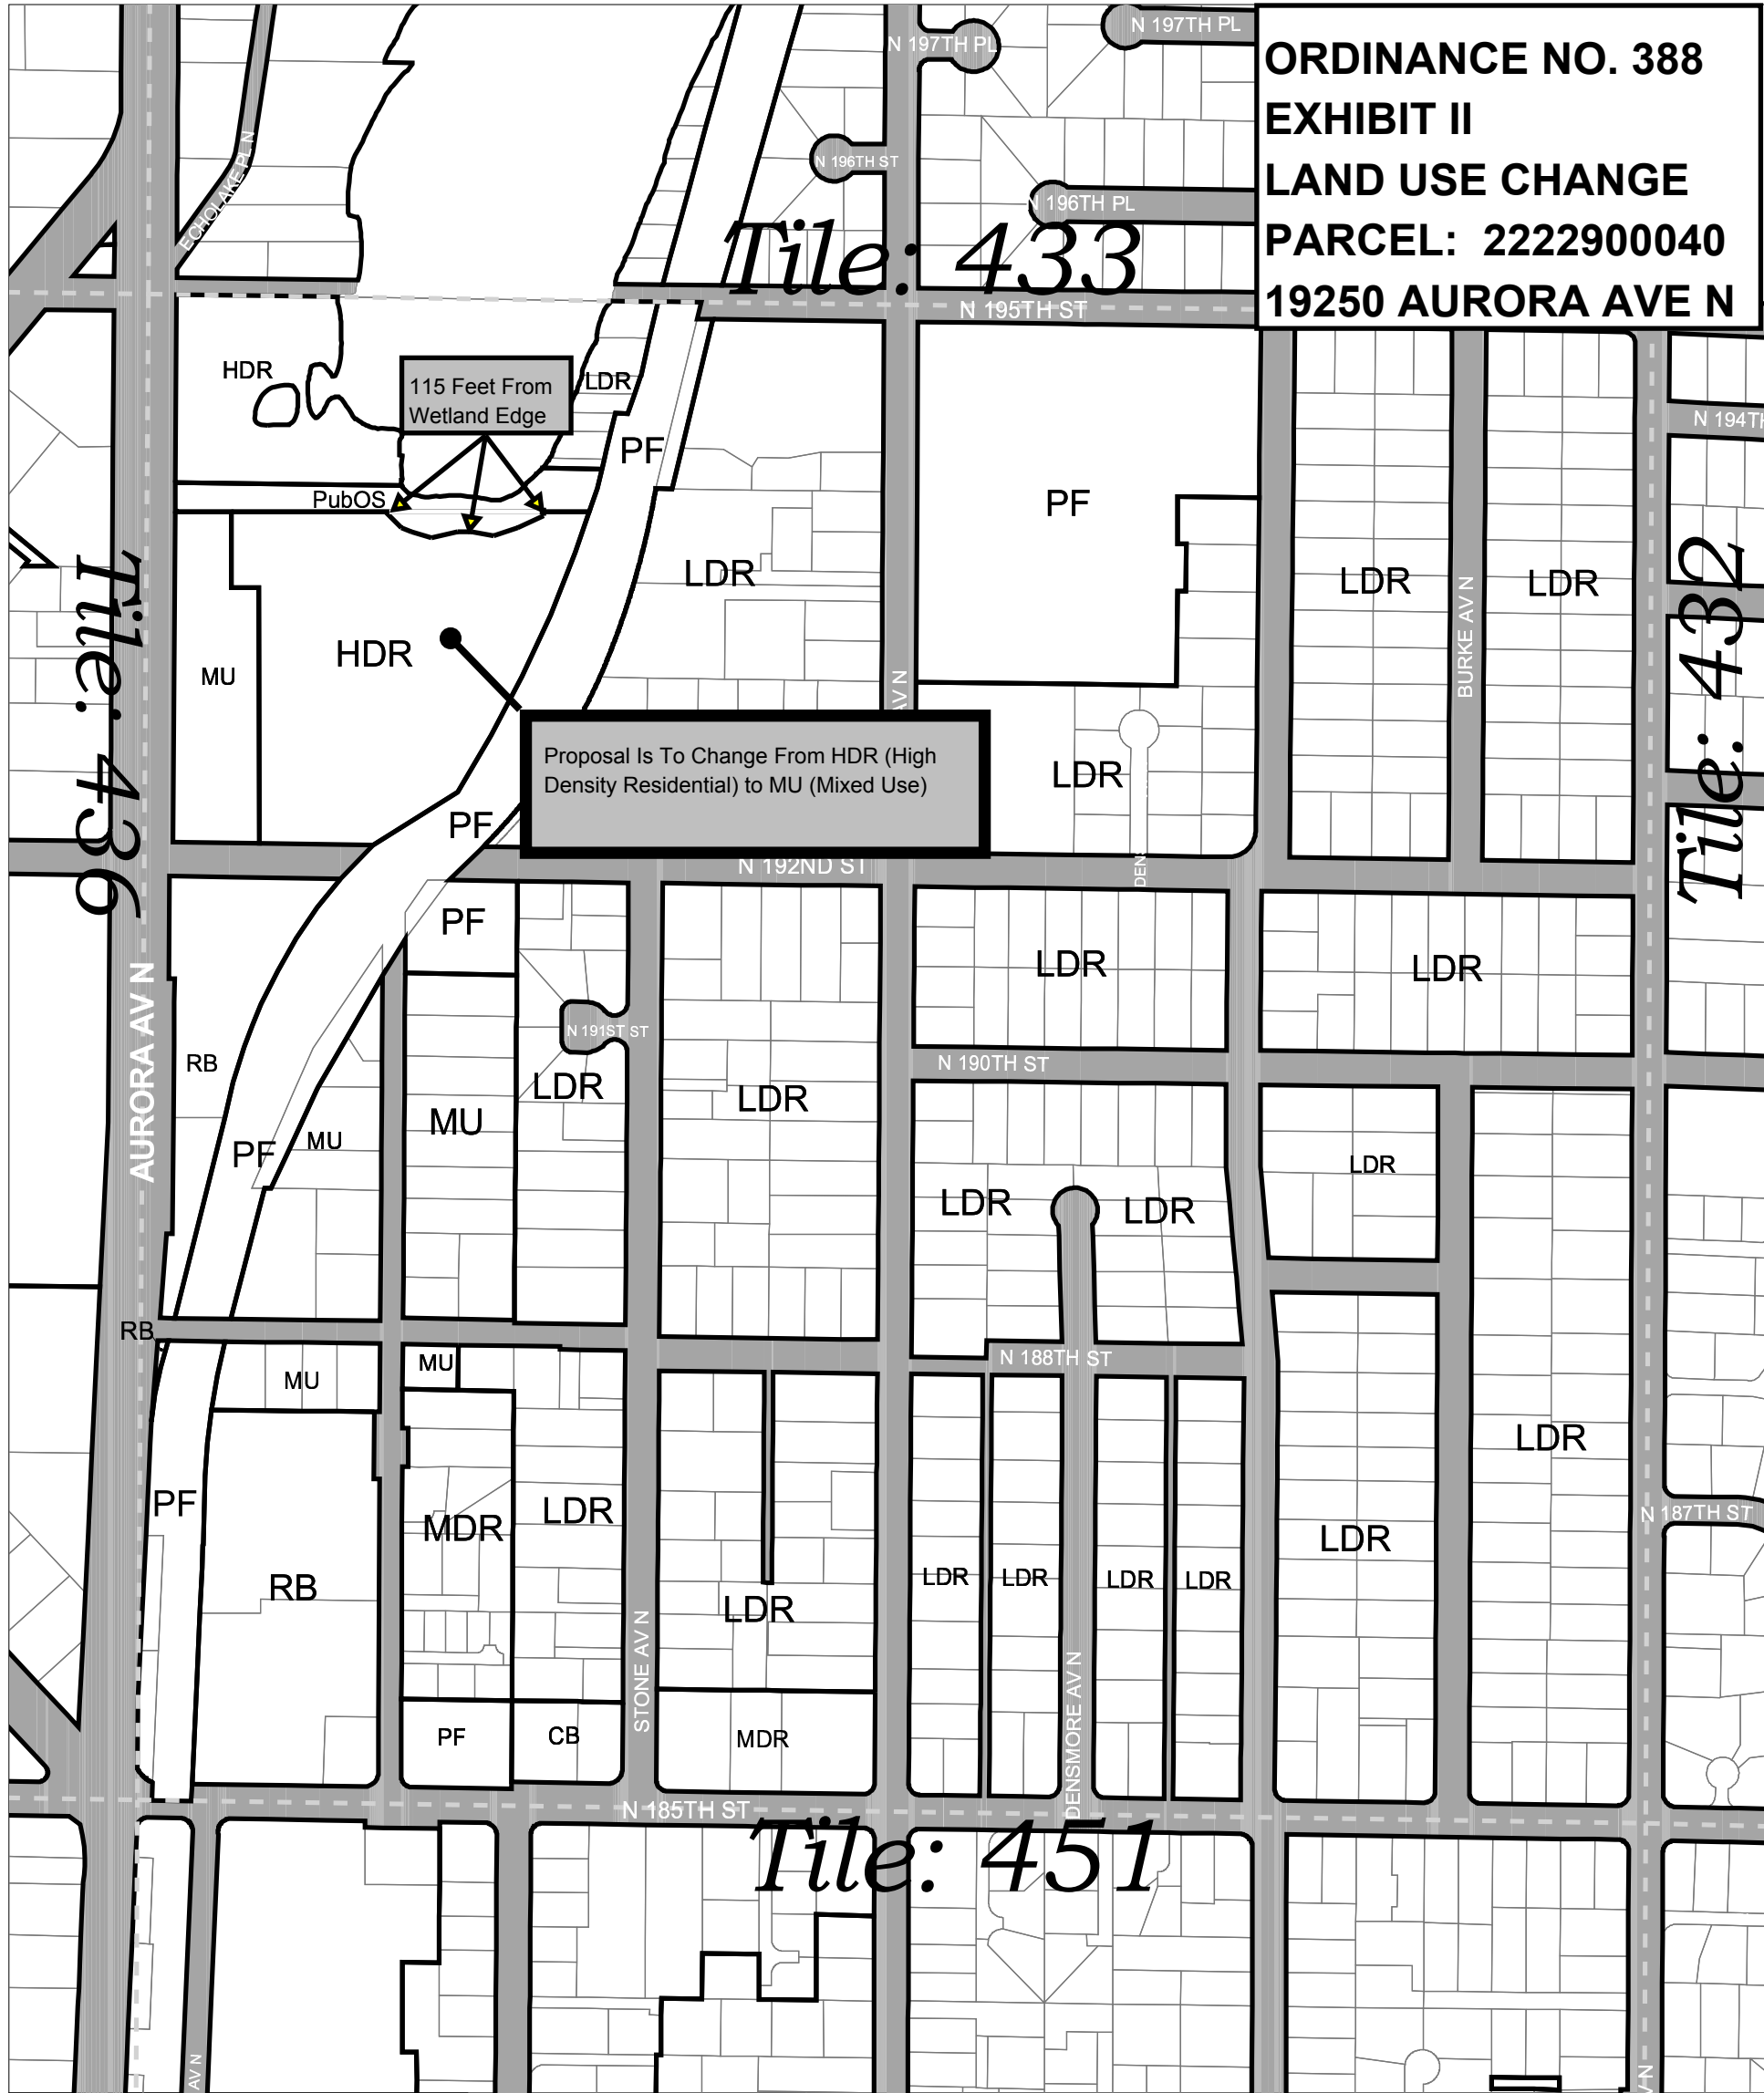 ORDINANCE NO. 388
EXHIBIT II
LAND USE CHANGE
PARCEL: 2222900040
19250 AURORA AVE N
N 197TH PL
N 197TH PL
N 196TH ST
N 196TH PL
ECHO LAKE PL N
Tile: 433
N 195TH ST
HDR
115 Feet From
Wetland Edge
LDR
PF
N 194TH
PubOS
PF
LDR
LDR
LDR
BURKE AV N
Tile: 432
Tile: 436
MU
HDR
AV N
Proposal Is To Change From HDR (High
Density Residential) to MU (Mixed Use)
LDR
PF
N 192ND ST
DEN
PF
LDR
LDR
AURORA AV N
N 191ST ST
RB
N 190TH ST
LDR
LDR
MU
PF
MU
LDR
LDR
LDR
RB
MU
MU
N 188TH ST
LDR
PF
MDR
LDR
N 187TH ST
LDR
RB
LDR
LDR
LDR
LDR
LDR
STONE AV N
DENSMORE AV N
PF
CB
MDR
N 185TH ST
Tile: 451
AV N
V N